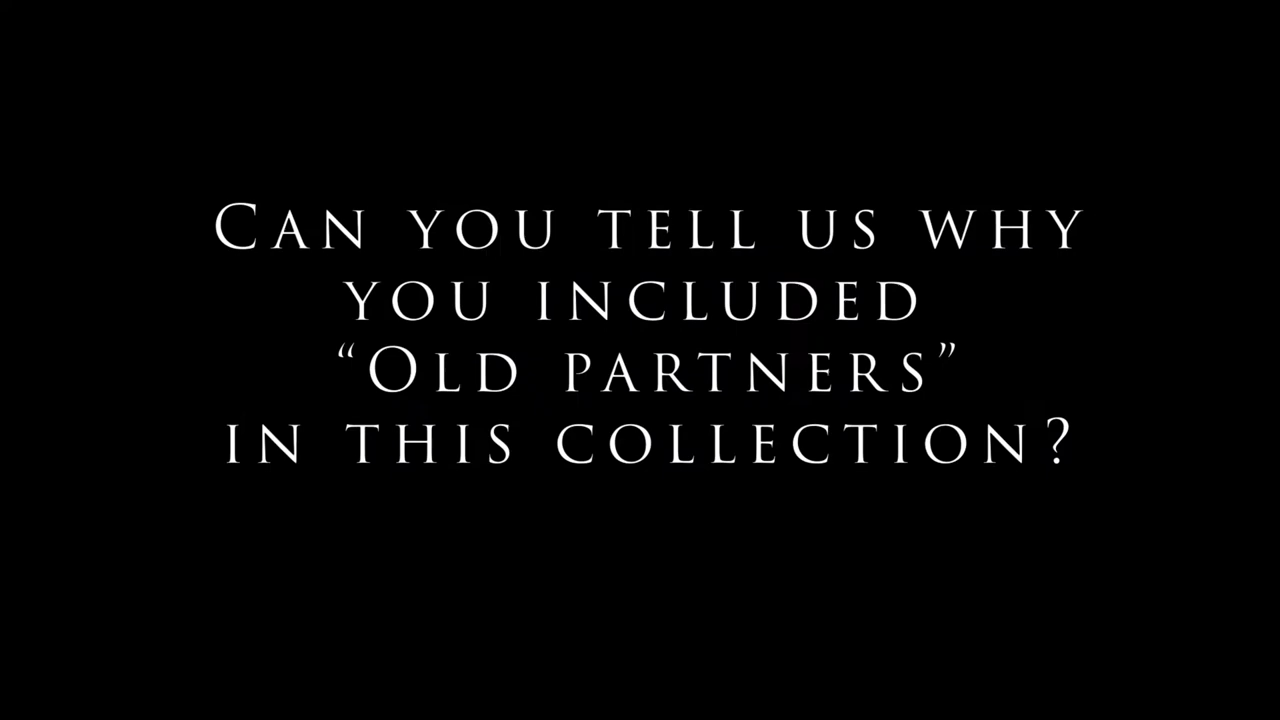 Can you tell us why
you included
“Old partners”
in this collection?